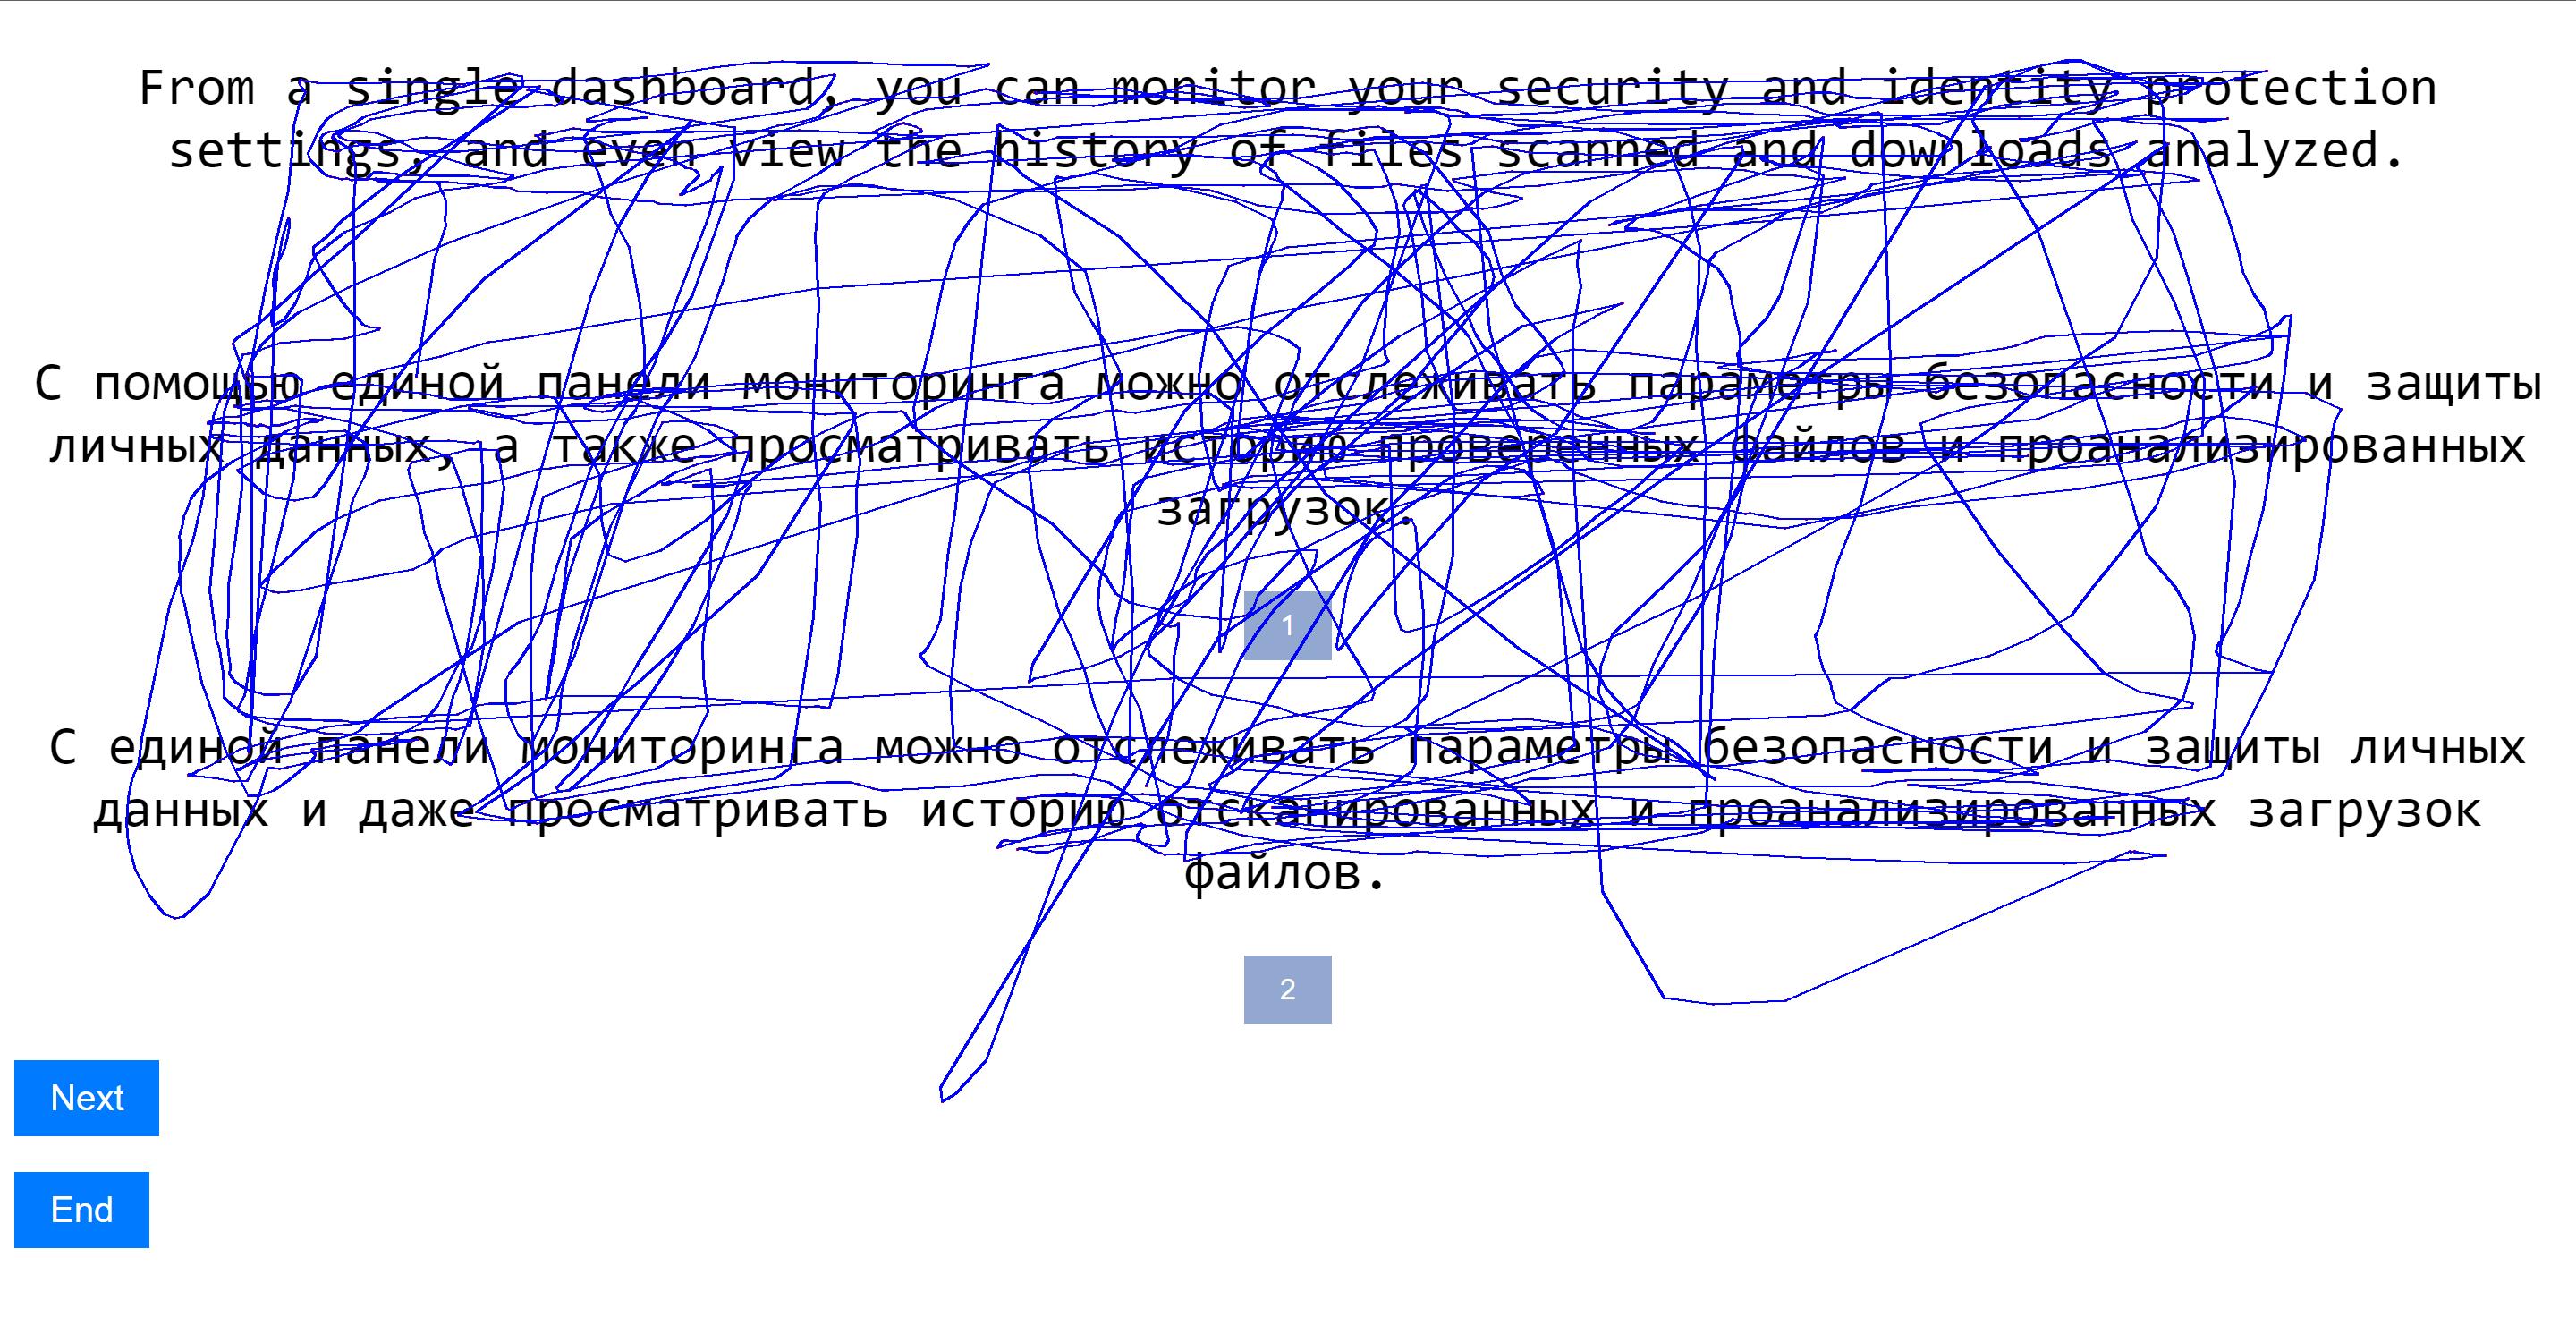 From a single dashboard, you can monitor your security and identity protection
settings, and even view the history of files scanned and downloads analyzed.
С помощью единой панели мониторинга можно отслеживать параметры безопасности и защиты
личных данных, а также просматривать историю проверенных файлов и проанализированных
загрузок.
1
С единой панели мониторинга можно отслеживать параметры безопасности и защиты личных
данных и даже просматривать историю отсканированных и проанализированных загрузок
файлов.
2
Next
End